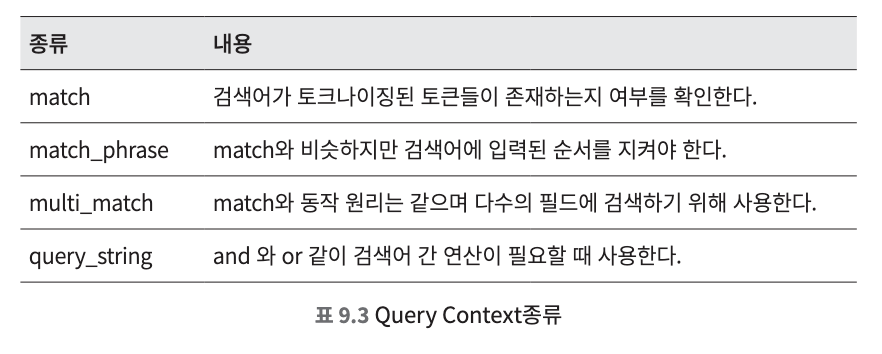 종류 내용
match 검색어가 토크나이징된 토큰들이 존재하는지 여부를 확인한다.
match_phrase match와 비슷하지만 검색어에 입력된 순서를 지켜야 한다.
multi_match match와 동작 원리는 같으며 다수의 필드에 검색하기 위해 사용한다.
query_string and 와 or 같이 검색어 간 연산이 필요할 때 사용한다.
표 9.3 Query Context종류